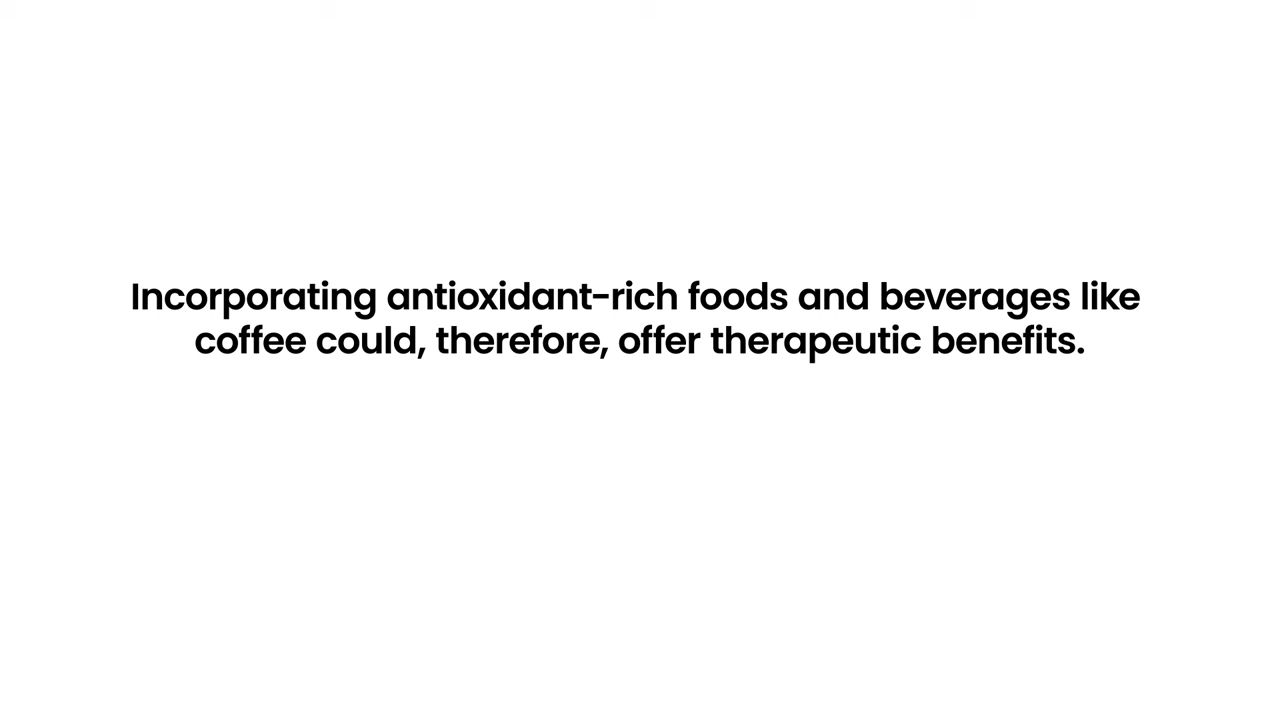 Incorporating antioxidant-rich foods and beverages like
coffee could, therefore, offer therapeutic benefits.